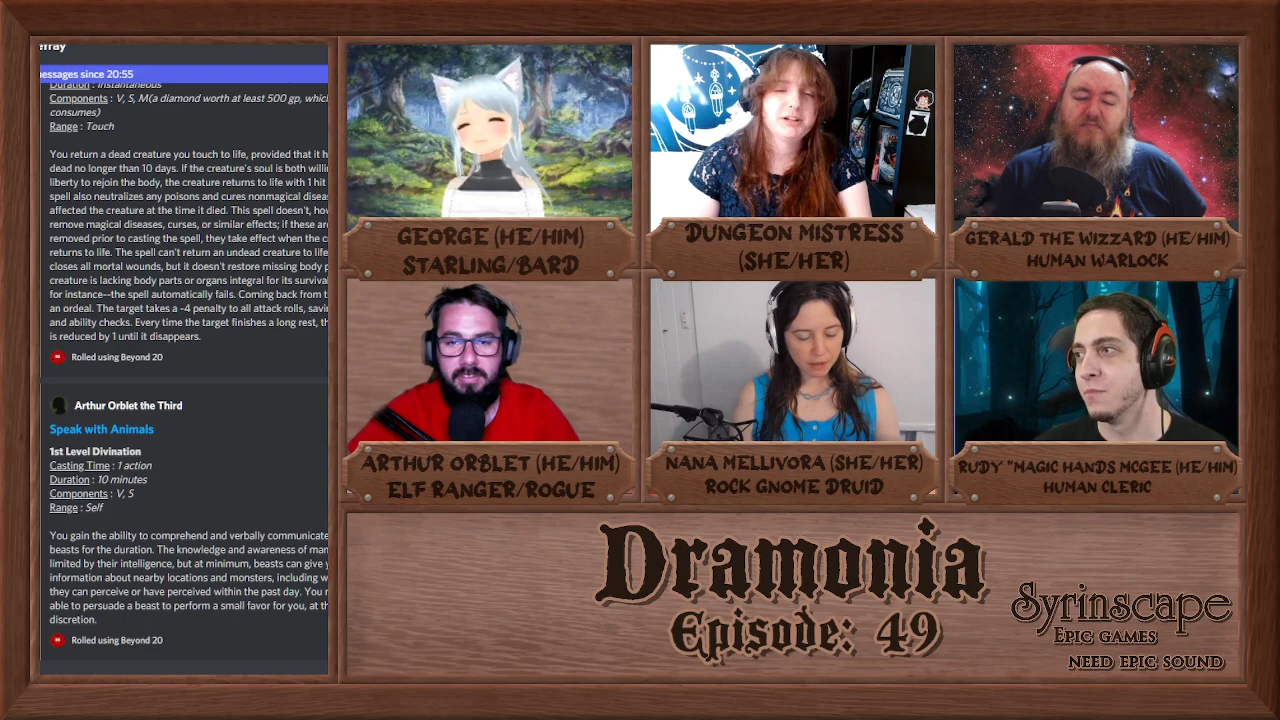 erray
essages since 20:55
Duration : Instantaneous
Components : V, S, M(a diamond worth at least 500 gp, whic
consumes)
Range : Touch
You return a dead creature you touch to life, provided that it h
dead no longer than 10 days. If the creature's soul is both willin
liberty to rejoin the body, the creature returns to life with 1 hit
spell also neutralizes any poisons and cures nonmagical diseas
affected the creature at the time it died. This spell doesn't, how
remove magical diseases, curses, or similar effects; if these are
removed prior to casting the spell, they take effect when the c
returns to life. The spell can't return an undead creature to life
closes all mortal wounds, but it doesn't restore missing body p
creature is lacking body parts or organs integral for its surviva
for instance--the spell automatically fails. Coming back from t
an ordeal. The target takes a -4 penalty to all attack rolls, savin
and ability checks. Every time the target finishes a long rest, th
is reduced by 1 until it disappears.
Rolled using Beyond 20
Arthur Orblet the Third
Speak with Animals
1st Level Divination
Casting Time : 1 action
Duration : 10 minutes
Components : V, S
Range : Self
You gain the ability to comprehend and verbally communicate
beasts for the duration. The knowledge and awareness of man
limited by their intelligence, but at minimum, beasts can give y
information about nearby locations and monsters, including w
they can perceive or have perceived within the past day. You n
able to persuade a beast to perform a small favor for you, at th
discretion.
Rolled using Beyond 20
GEORGE (HE/HIM)
STARLING/BARD
DUNGEON MISTRESS
(SHE/HER)
GERALD THE WIZZARD (HE/HIM)
HUMAN WARLOCK
ARTHUR ORBLET (HE/HIM)
ELF RANGER/ROGUE
NANA MELLIVORA (SHE/HER)
ROCK GNOME DRUID
RUDY "MAGIC HANDS MCGEE (HE/HIM)
HUMAN CLERIC
Dramonia
Episode: 49
Syrinscape
EPIC GAMES
NEED EPIC SOUND